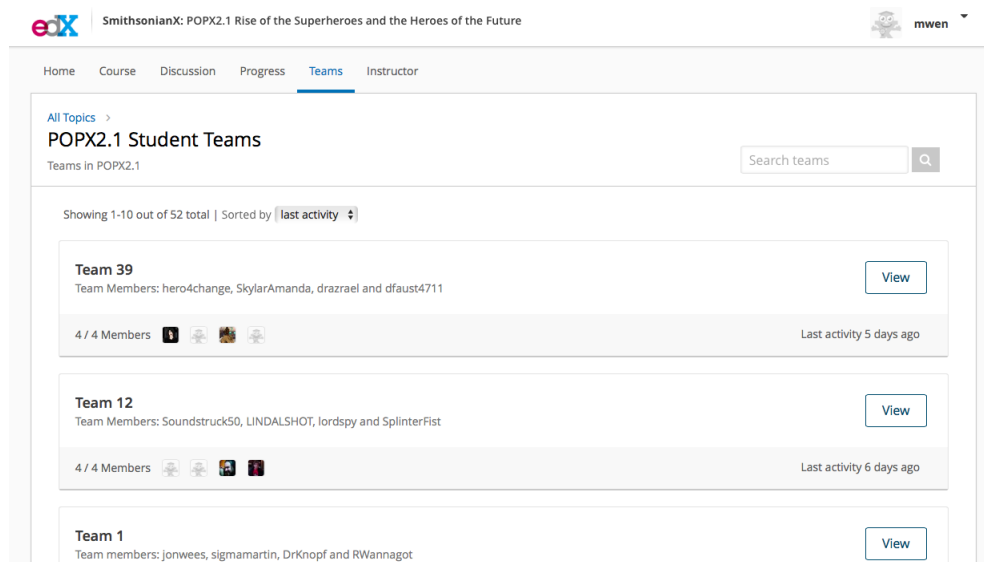 edX
SmithsonianX: POPX2.1 Rise of the Superheroes and the Heroes of the Future
mwen
Home Course Discussion Progress Teams Instructor
All Topics >
POPX2.1 Student Teams
Teams in POPX2.1
Search teams
Showing 1-10 out of 52 total | Sorted by last activity
Team 39
Team Members: hero4change, SkylarAmanda, drazrael and dfaust4711
View
4 / 4 Members
Last activity 5 days ago
Team 12
Team Members: Soundstruck50, LINDALSHOT, lordspy and SplinterFist
View
4 / 4 Members
Last activity 6 days ago
Team 1
Team members: jonwees, sigmamartin, DrKnopf and RWannagot
View